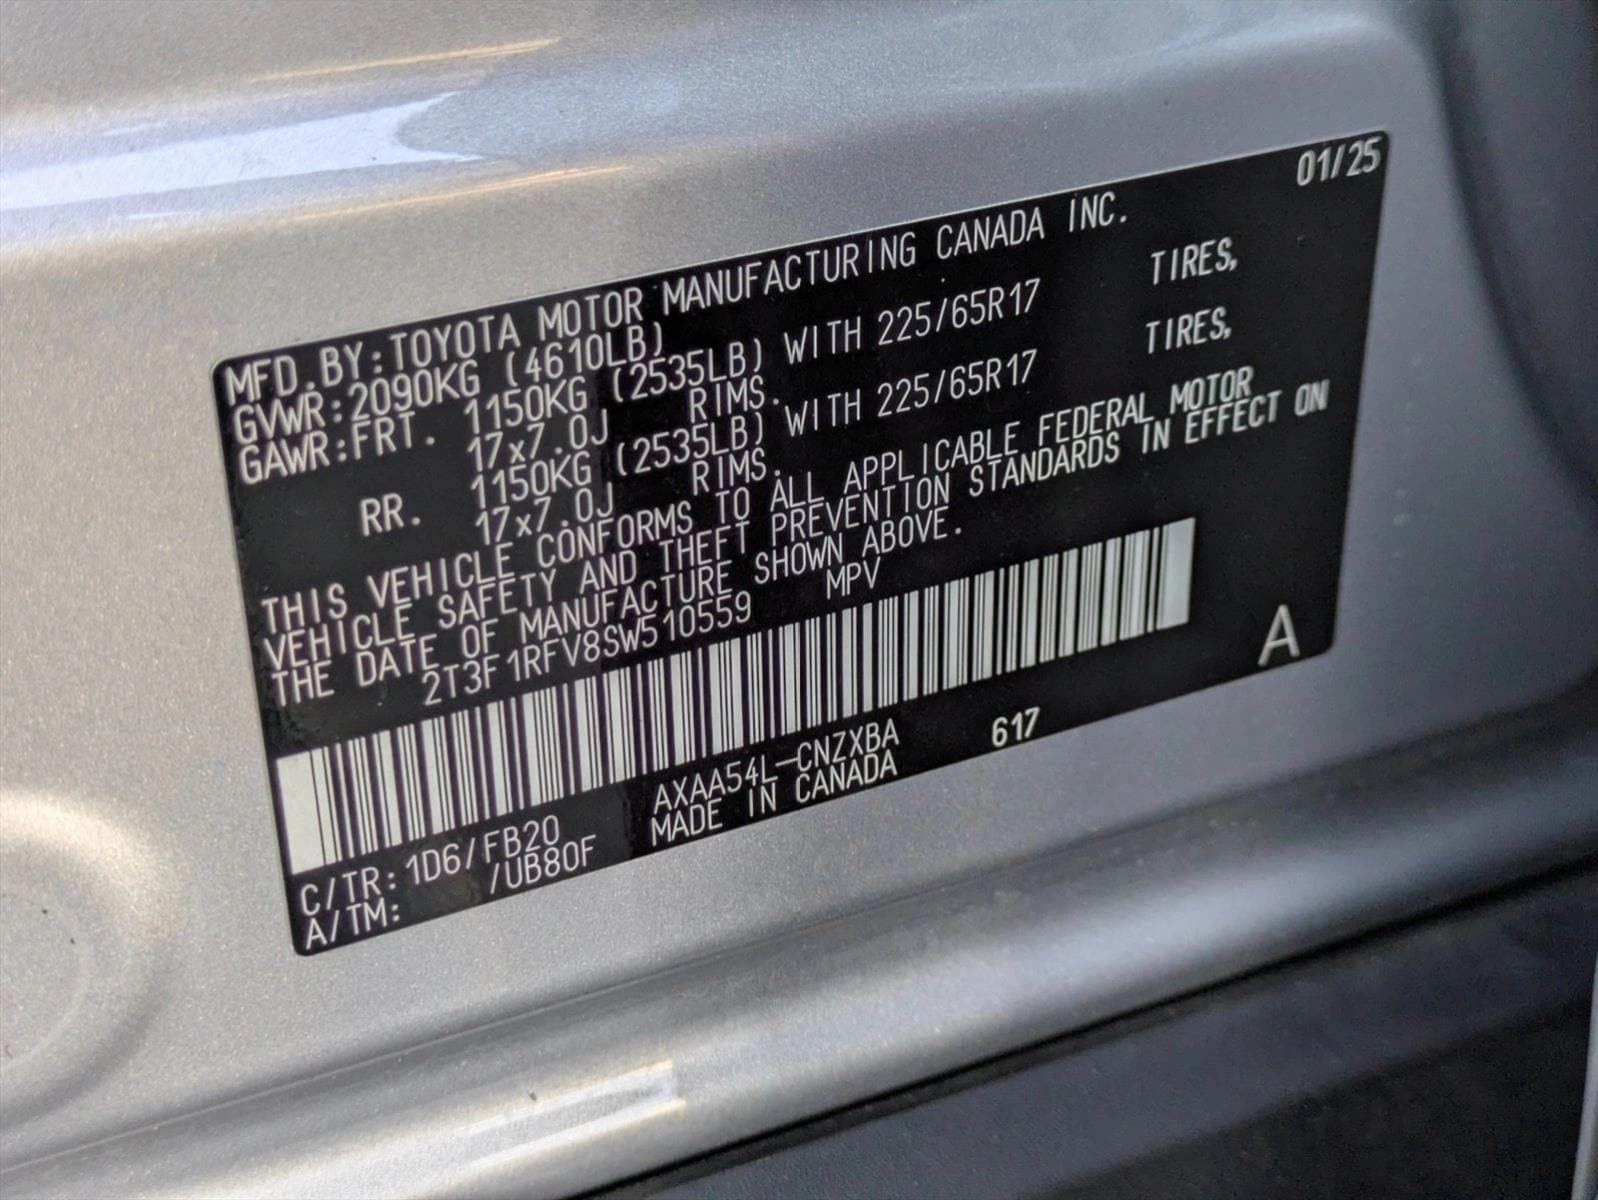 01/25
MFD.BY:TOYOTA MOTOR MANUFACTURING CANADA INC.
GVWR:2090KG (4610LB)
GAWR:FRT. 1150KG (2535LB) WITH 225/65R17 TIRES,
17x7.0J RIMS.
RR. 1150KG (2535LB) WITH 225/65R17 TIRES,
17x7.0J RIMS.
THIS VEHICLE CONFORMS TO ALL APPLICABLE FEDERAL MOTOR
VEHICLE SAFETY AND THEFT PREVENTION STANDARDS IN EFFECT ON
THE DATE OF MANUFACTURE SHOWN ABOVE.
2T3F1RFV8SW510559 MPV
A
C/TR:1D6/FB20 AXAA54L-CNZXBA 617
A/TM: /UB80F MADE IN CANADA